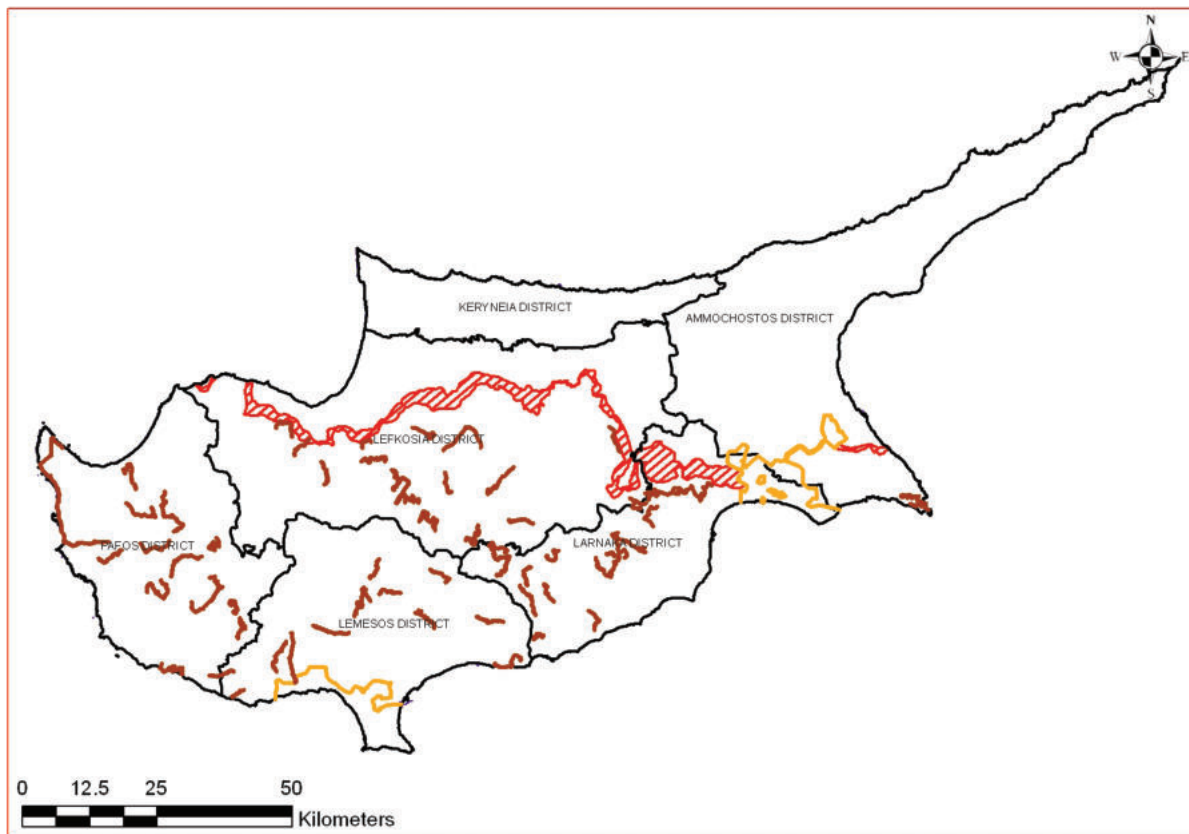 N
W
E
S
KERYNEIA DISTRICT
AMMOCHOSTOS DISTRICT
LEFKOSIA DISTRICT
PAFOS DISTRICT
LARNAKA DISTRICT
LEMESOS DISTRICT
0 12.5 25 50
Kilometers